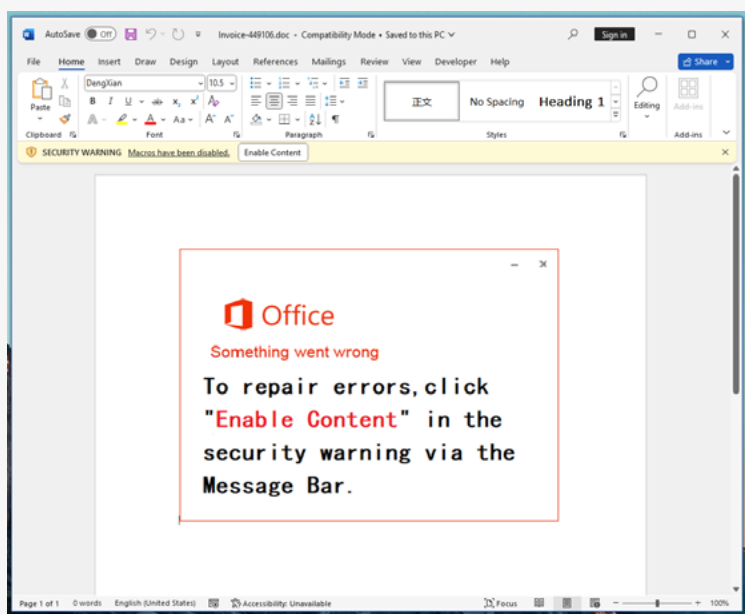 AutoSave Off Invoice-449106.doc • Compatibility Mode • Saved to this PC Sign in
File Home Insert Draw Design Layout References Mailings Review View Developer Help Share
DengXian 10.5
Paste B I U ab x₂ x² A 正文 No Spacing Heading 1 Editing Add-ins
A A Aa A A
Clipboard Font Paragraph Styles Add-ins
SECURITY WARNING Macros have been disabled. Enable Content
Office
Something went wrong
To repair errors,click
"Enable Content" in the
security warning via the
Message Bar.
Page 1 of 1 0 words English (United States) Accessibility: Unavailable Focus 100%